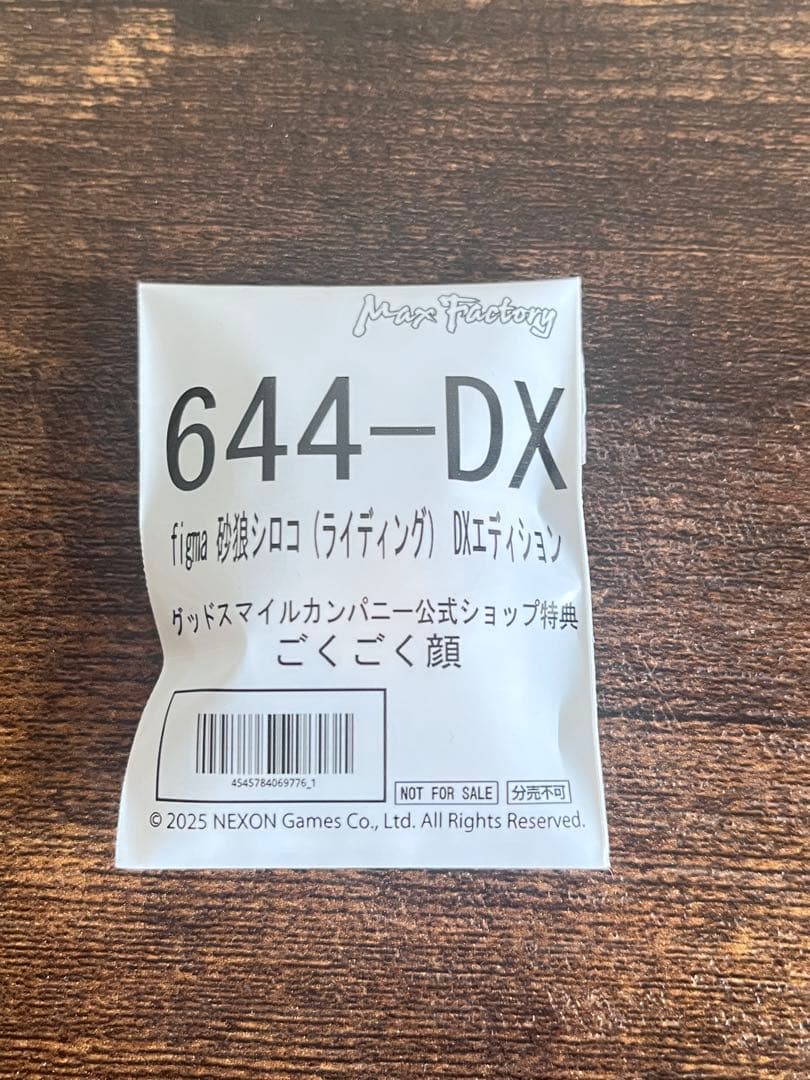 Max Factory
644-DX
figma 砂狼シロコ（ライディング） DXエディション
グッドスマイルカンパニー公式ショップ特典
ごくごく顔
4545784069776_1
NOT FOR SALE 分売不可
© 2025 NEXON Games Co., Ltd. All Rights Reserved.